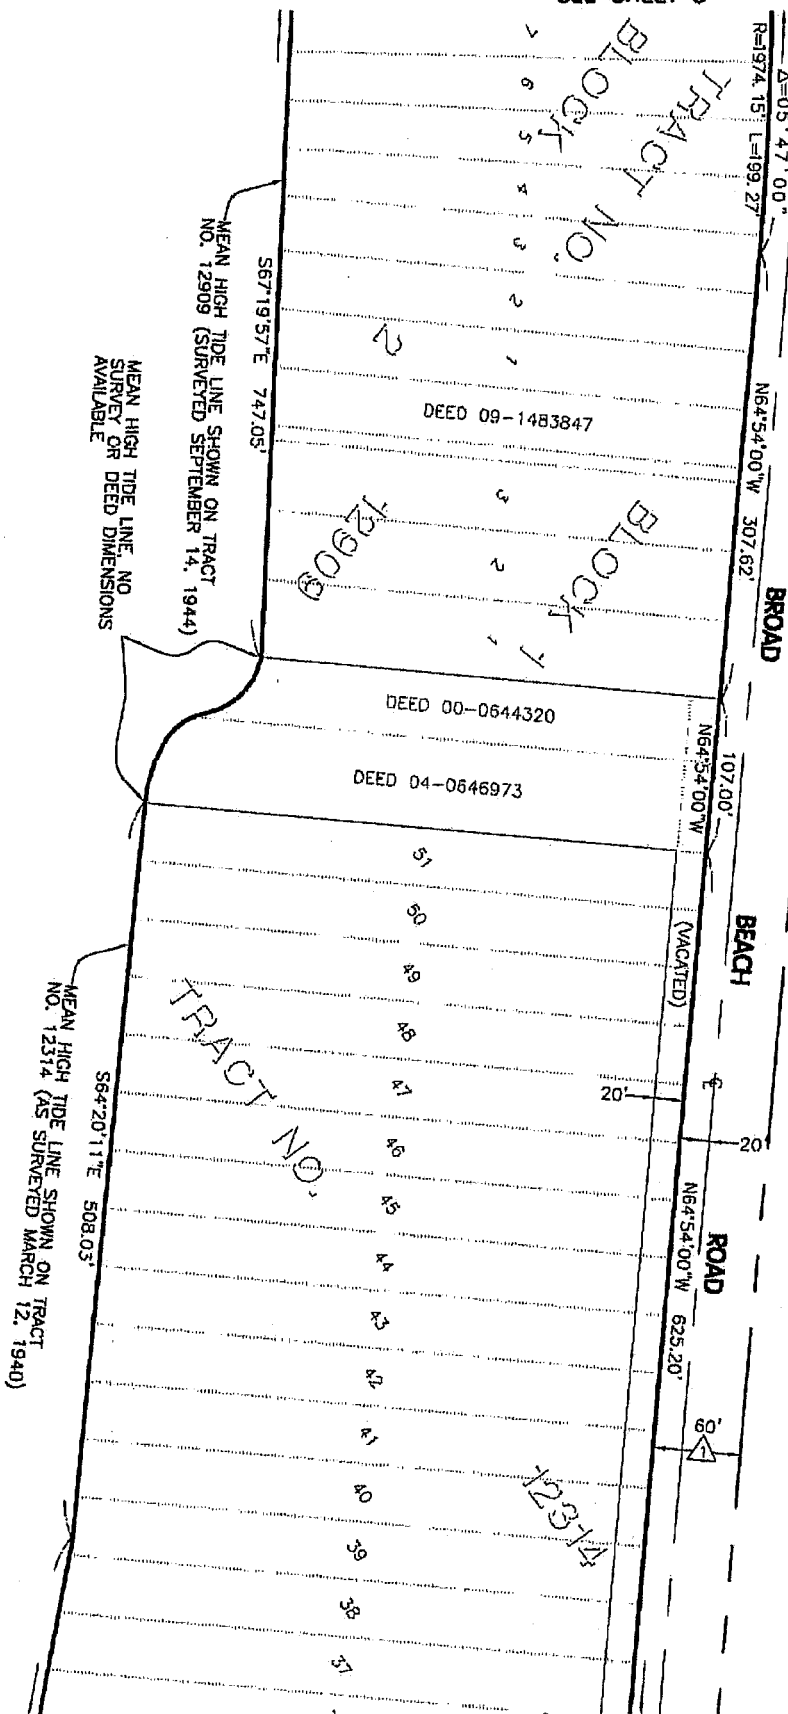 Δ=05°47'00"
R=1974.15' L=199.27'
TRACT NO.
BLOCK
2
7
6
5
4
3
2
1
MEAN HIGH TIDE LINE SHOWN ON TRACT
NO. 12909 (SURVEYED SEPTEMBER 14, 1944)
S67°19'57"E 747.05'
N64°54'00"W 307.62'
DEED 09-1483847
12909
BLOCK 1
3
2
1
MEAN HIGH TIDE LINE, NO
SURVEY OR DEED DIMENSIONS
AVAILABLE
BROAD BEACH ROAD
DEED 00-0644320
DEED 04-0646973
107.00'
N64°54'00"W
(VACATED)
51
50
49
48
47
46
45
44
43
42
41
40
39
38
37
TRACT NO.
12314
20'
20'
N64°54'00"W 625.20'
60'
1
S64°20'11"E 508.03'
MEAN HIGH TIDE LINE SHOWN ON TRACT
NO. 12314 (AS SURVEYED MARCH 12, 1940)